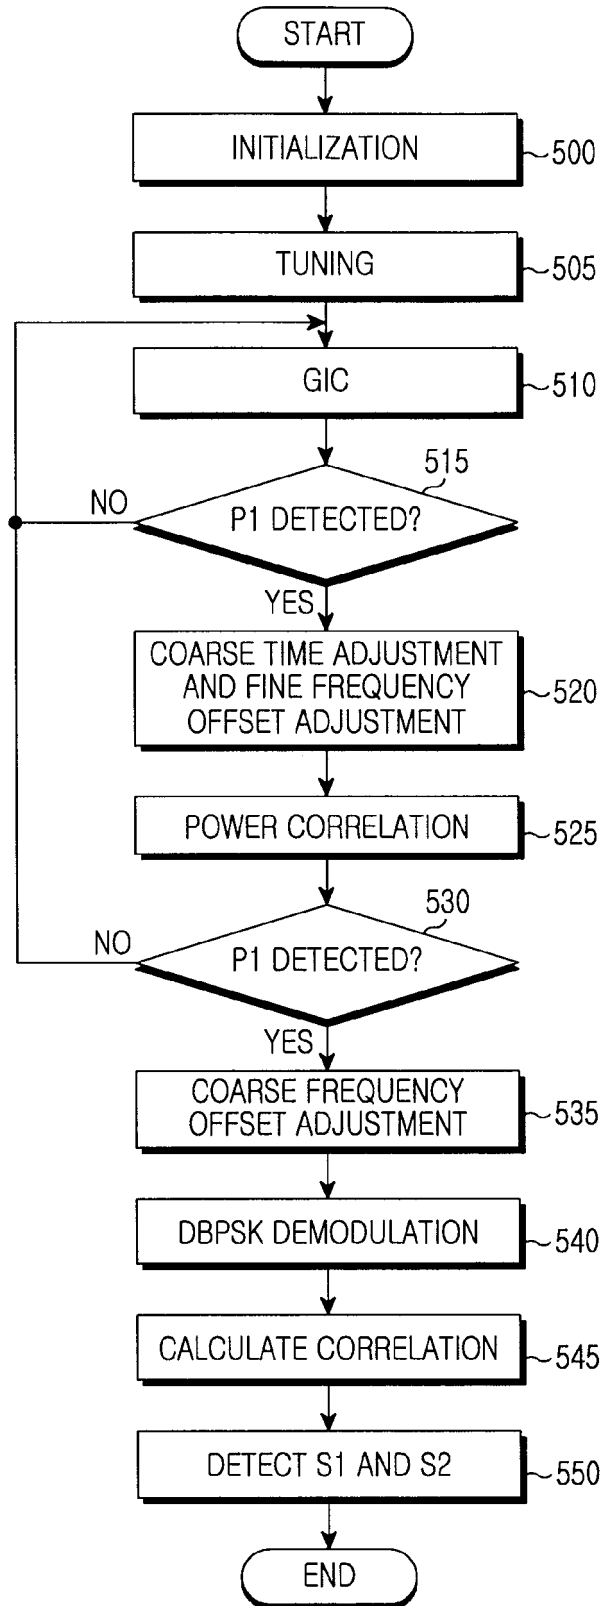 START
INITIALIZATION
500
TUNING
505
GIC
510
515
P1 DETECTED?
NO
YES
COARSE TIME ADJUSTMENT
AND FINE FREQUENCY
OFFSET ADJUSTMENT
520
POWER CORRELATION
525
530
P1 DETECTED?
NO
YES
COARSE FREQUENCY
OFFSET ADJUSTMENT
535
DBPSK DEMODULATION
540
CALCULATE CORRELATION
545
DETECT S1 AND S2
550
END